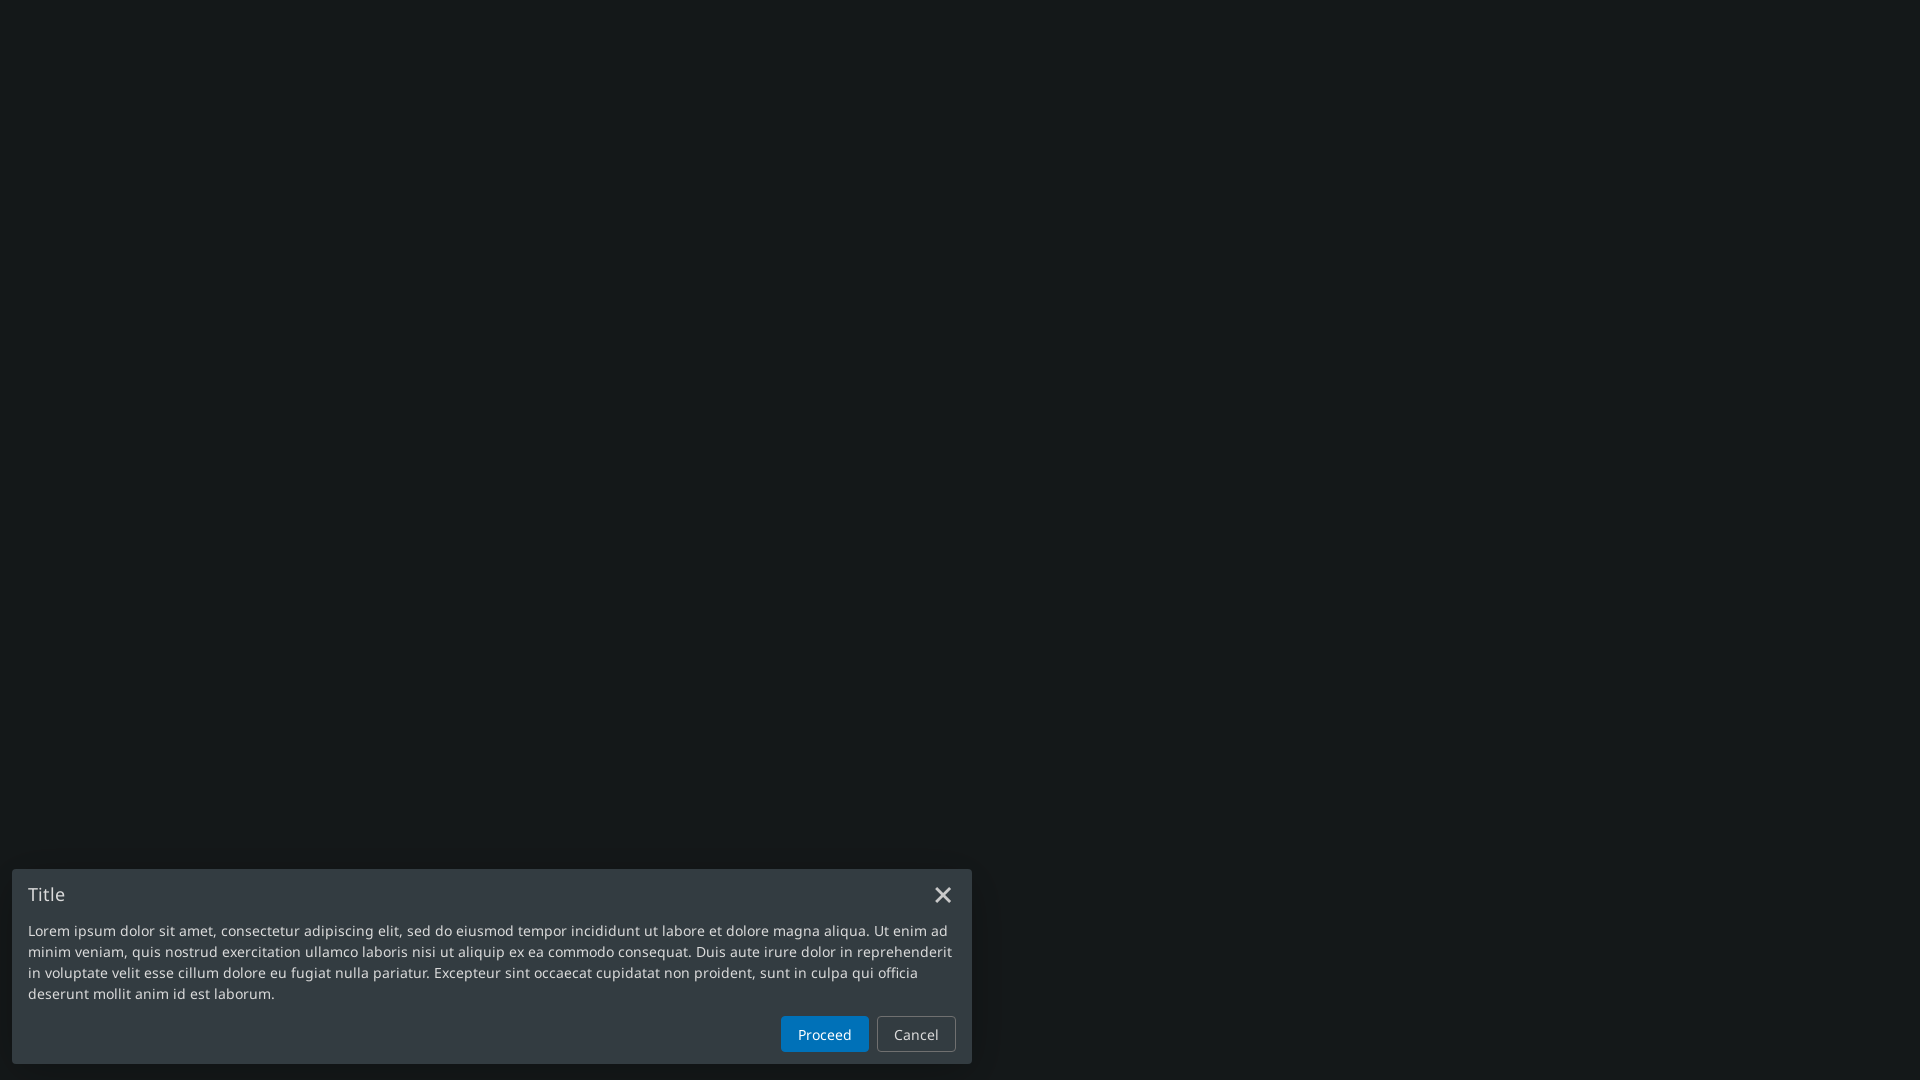 Title
Lorem ipsum dolor sit amet, consectetur adipiscing elit, sed do eiusmod tempor incididunt ut labore et dolore magna aliqua. Ut enim ad
minim veniam, quis nostrud exercitation ullamco laboris nisi ut aliquip ex ea commodo consequat. Duis aute irure dolor in reprehenderit
in voluptate velit esse cillum dolore eu fugiat nulla pariatur. Excepteur sint occaecat cupidatat non proident, sunt in culpa qui officia
deserunt mollit anim id est laborum.
Proceed Cancel